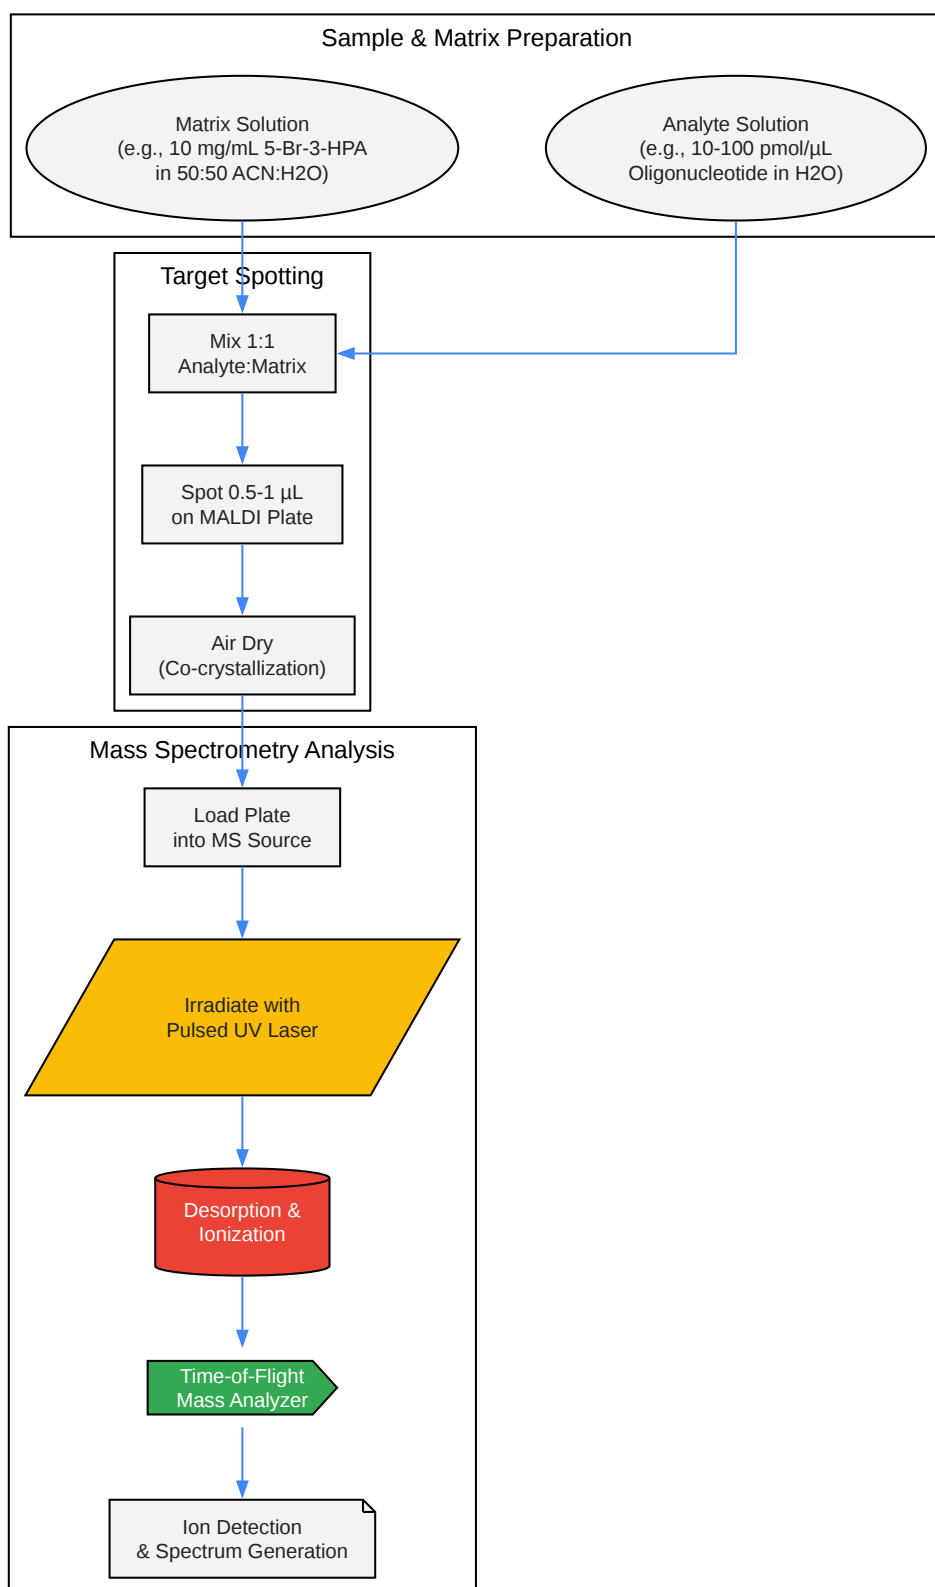 Sample & Matrix Preparation
Matrix Solution
(e.g., 10 mg/mL 5-Br-3-HPA
in 50:50 ACN:H2O)
Analyte Solution
(e.g., 10-100 pmol/µL
Oligonucleotide in H2O)
Target Spotting
Mix 1:1
Analyte:Matrix
Spot 0.5-1 µL
on MALDI Plate
Air Dry
(Co-crystallization)
Mass Spectrometry Analysis
Load Plate
into MS Source
Irradiate with
Pulsed UV Laser
Desorption &
Ionization
Time-of-Flight
Mass Analyzer
Ion Detection
& Spectrum Generation